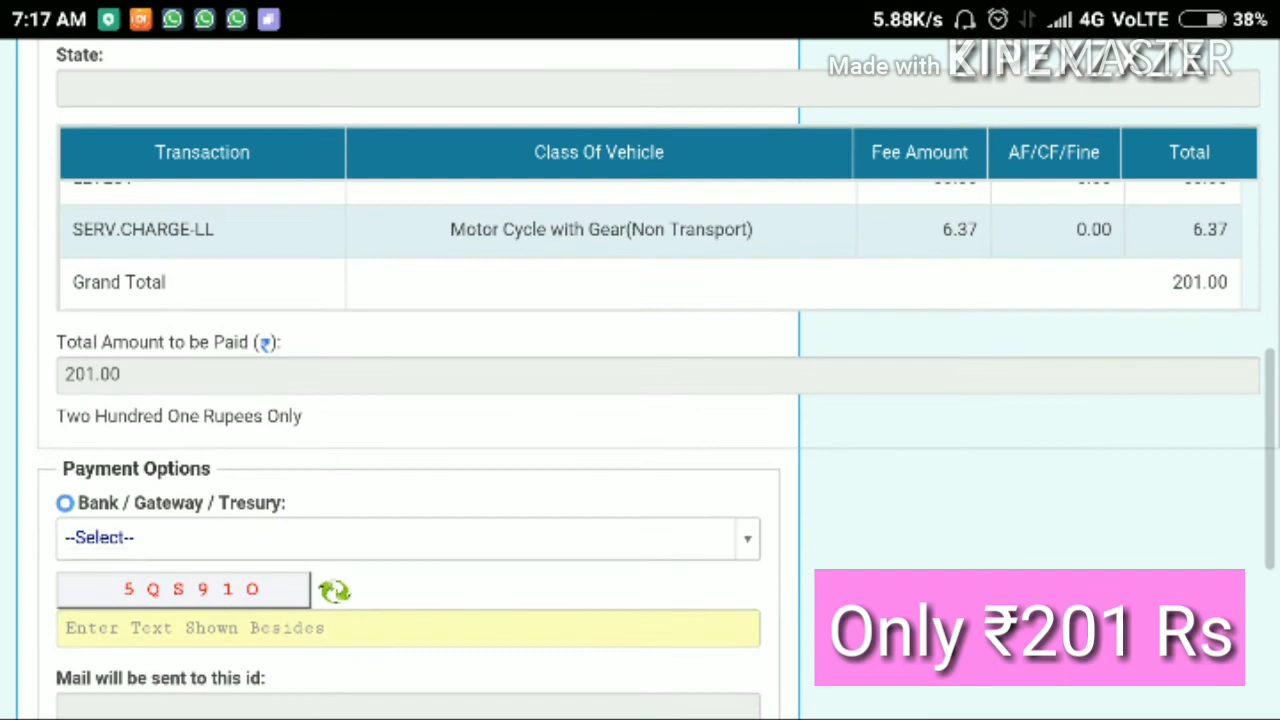 7:17 AM 5.88K/s 4G VoLTE 38%
Made with KINEMASTER
State:
Transaction Class Of Vehicle Fee Amount AF/CF/Fine Total
SERV.CHARGE-LL Motor Cycle with Gear(Non Transport) 6.37 0.00 6.37
Grand Total 201.00
Total Amount to be Paid (₹):
201.00
Two Hundred One Rupees Only
Payment Options
Bank / Gateway / Tresury:
--Select--
5 Q S 9 1 O
Enter Text Shown Besides
Only ₹201 Rs
Mail will be sent to this id: